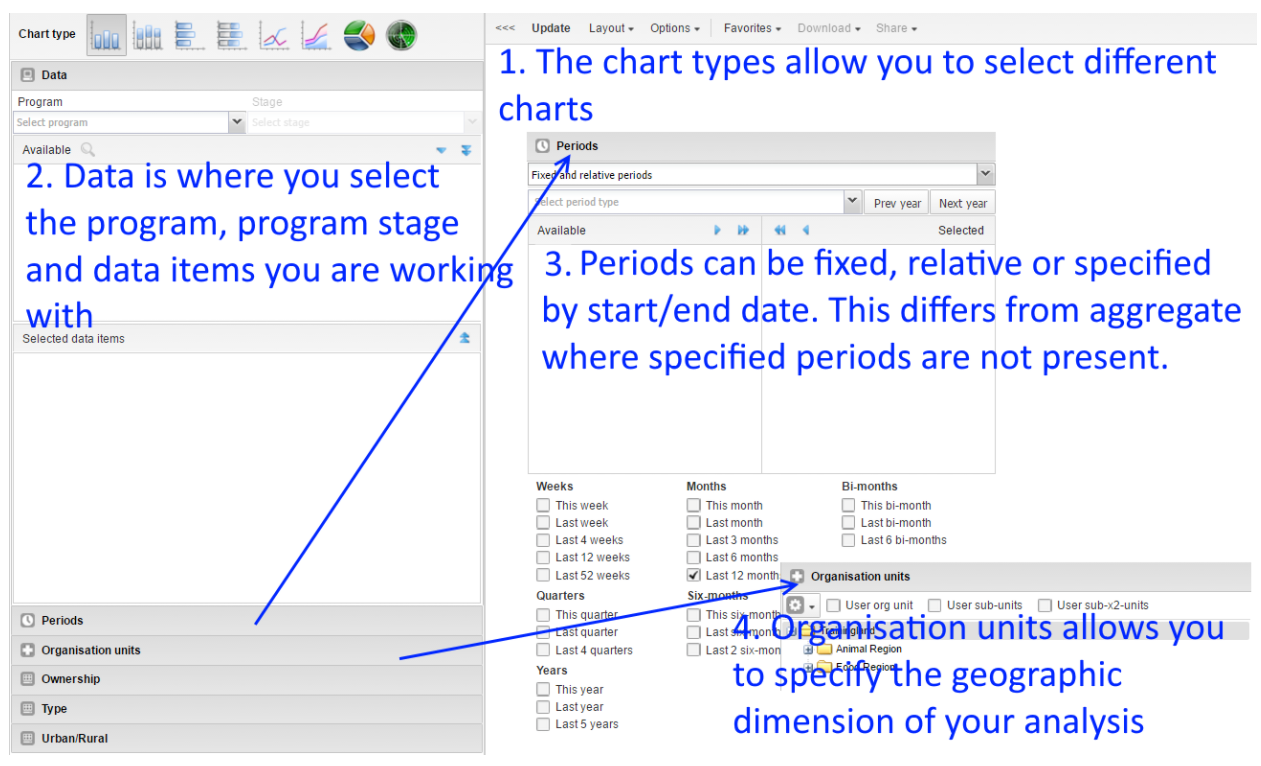 Chart type
<<< Update Layout Options Favorites Download Share
1. The chart types allow you to select different
charts
Data
Program Stage
Select program Select stage
Available
2. Data is where you select
the program, program stage
and data items you are working
with
Selected data items
Periods
Fixed and relative periods
Select period type Prev year Next year
Available Selected
3. Periods can be fixed, relative or specified
by start/end date. This differs from aggregate
where specified periods are not present.
Weeks
This week
Last week
Last 4 weeks
Last 12 weeks
Last 52 weeks
Months
This month
Last month
Last 3 months
Last 6 months
Last 12 month
Bi-months
This bi-month
Last bi-month
Last 6 bi-months
Quarters
This quarter
Last quarter
Last 4 quarters
Six-months
This six-month
Last six-month
Last 2 six-mon
Years
This year
Last year
Last 5 years
Organisation units
User org unit User sub-units User sub-x2-units
Trainingland
Animal Region
Food Region
4. Organisation units allows you
to specify the geographic
dimension of your analysis
Periods
Organisation units
Ownership
Type
Urban/Rural